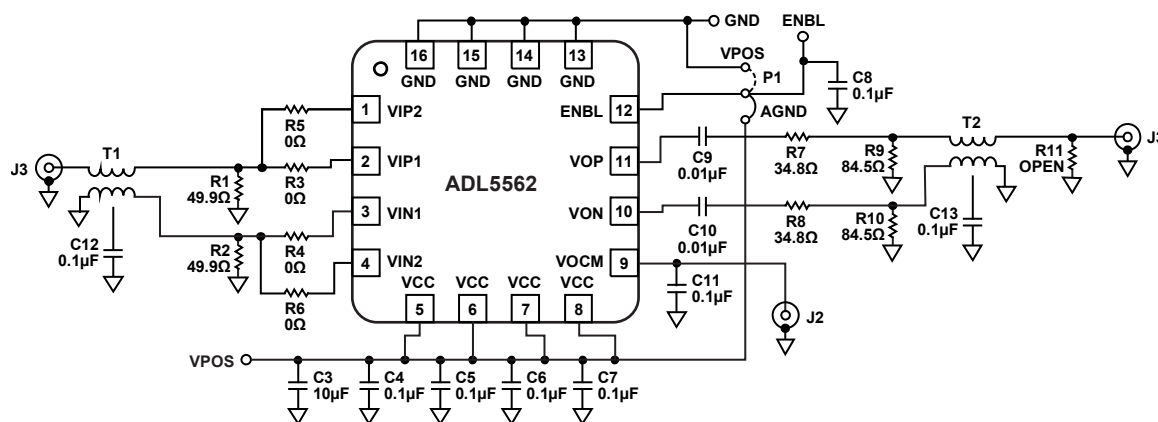 GND
ENBL
16
15
14
13
GND
GND
GND
GND
VPOS
P1
AGND
C8
0.1µF
1
VIP2
ENBL
12
R5
0Ω
J3
T1
2
VIP1
R1
49.9Ω
R3
0Ω
ADL5562
VOP
11
C9
0.01µF
R7
34.8Ω
R9
84.5Ω
T2
R11
OPEN
J3
3
VIN1
VON
10
C12
0.1µF
R2
49.9Ω
R4
0Ω
C10
0.01µF
R8
34.8Ω
R10
84.5Ω
C13
0.1µF
4
VIN2
VOCM
9
R6
0Ω
VCC
VCC
VCC
VCC
5
6
7
8
C11
0.1µF
J2
VPOS
C3
10µF
C4
0.1µF
C5
0.1µF
C6
0.1µF
C7
0.1µF